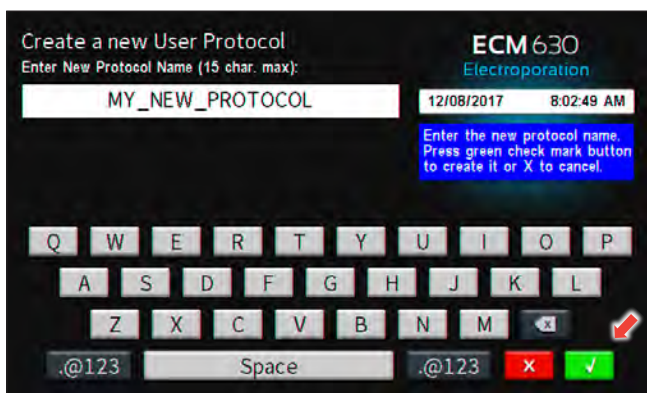 Create a new User Protocol
Enter New Protocol Name (15 char. max):
MY_NEW_PROTOCOL
ECM 630
Electroporation
12/08/2017 8:02:49 AM
Enter the new protocol name.
Press green check mark button
to create it or X to cancel.
Q W E R T Y U I O P
A S D F G H J K L
Z X C V B N M x
.@123 Space .@123 X √